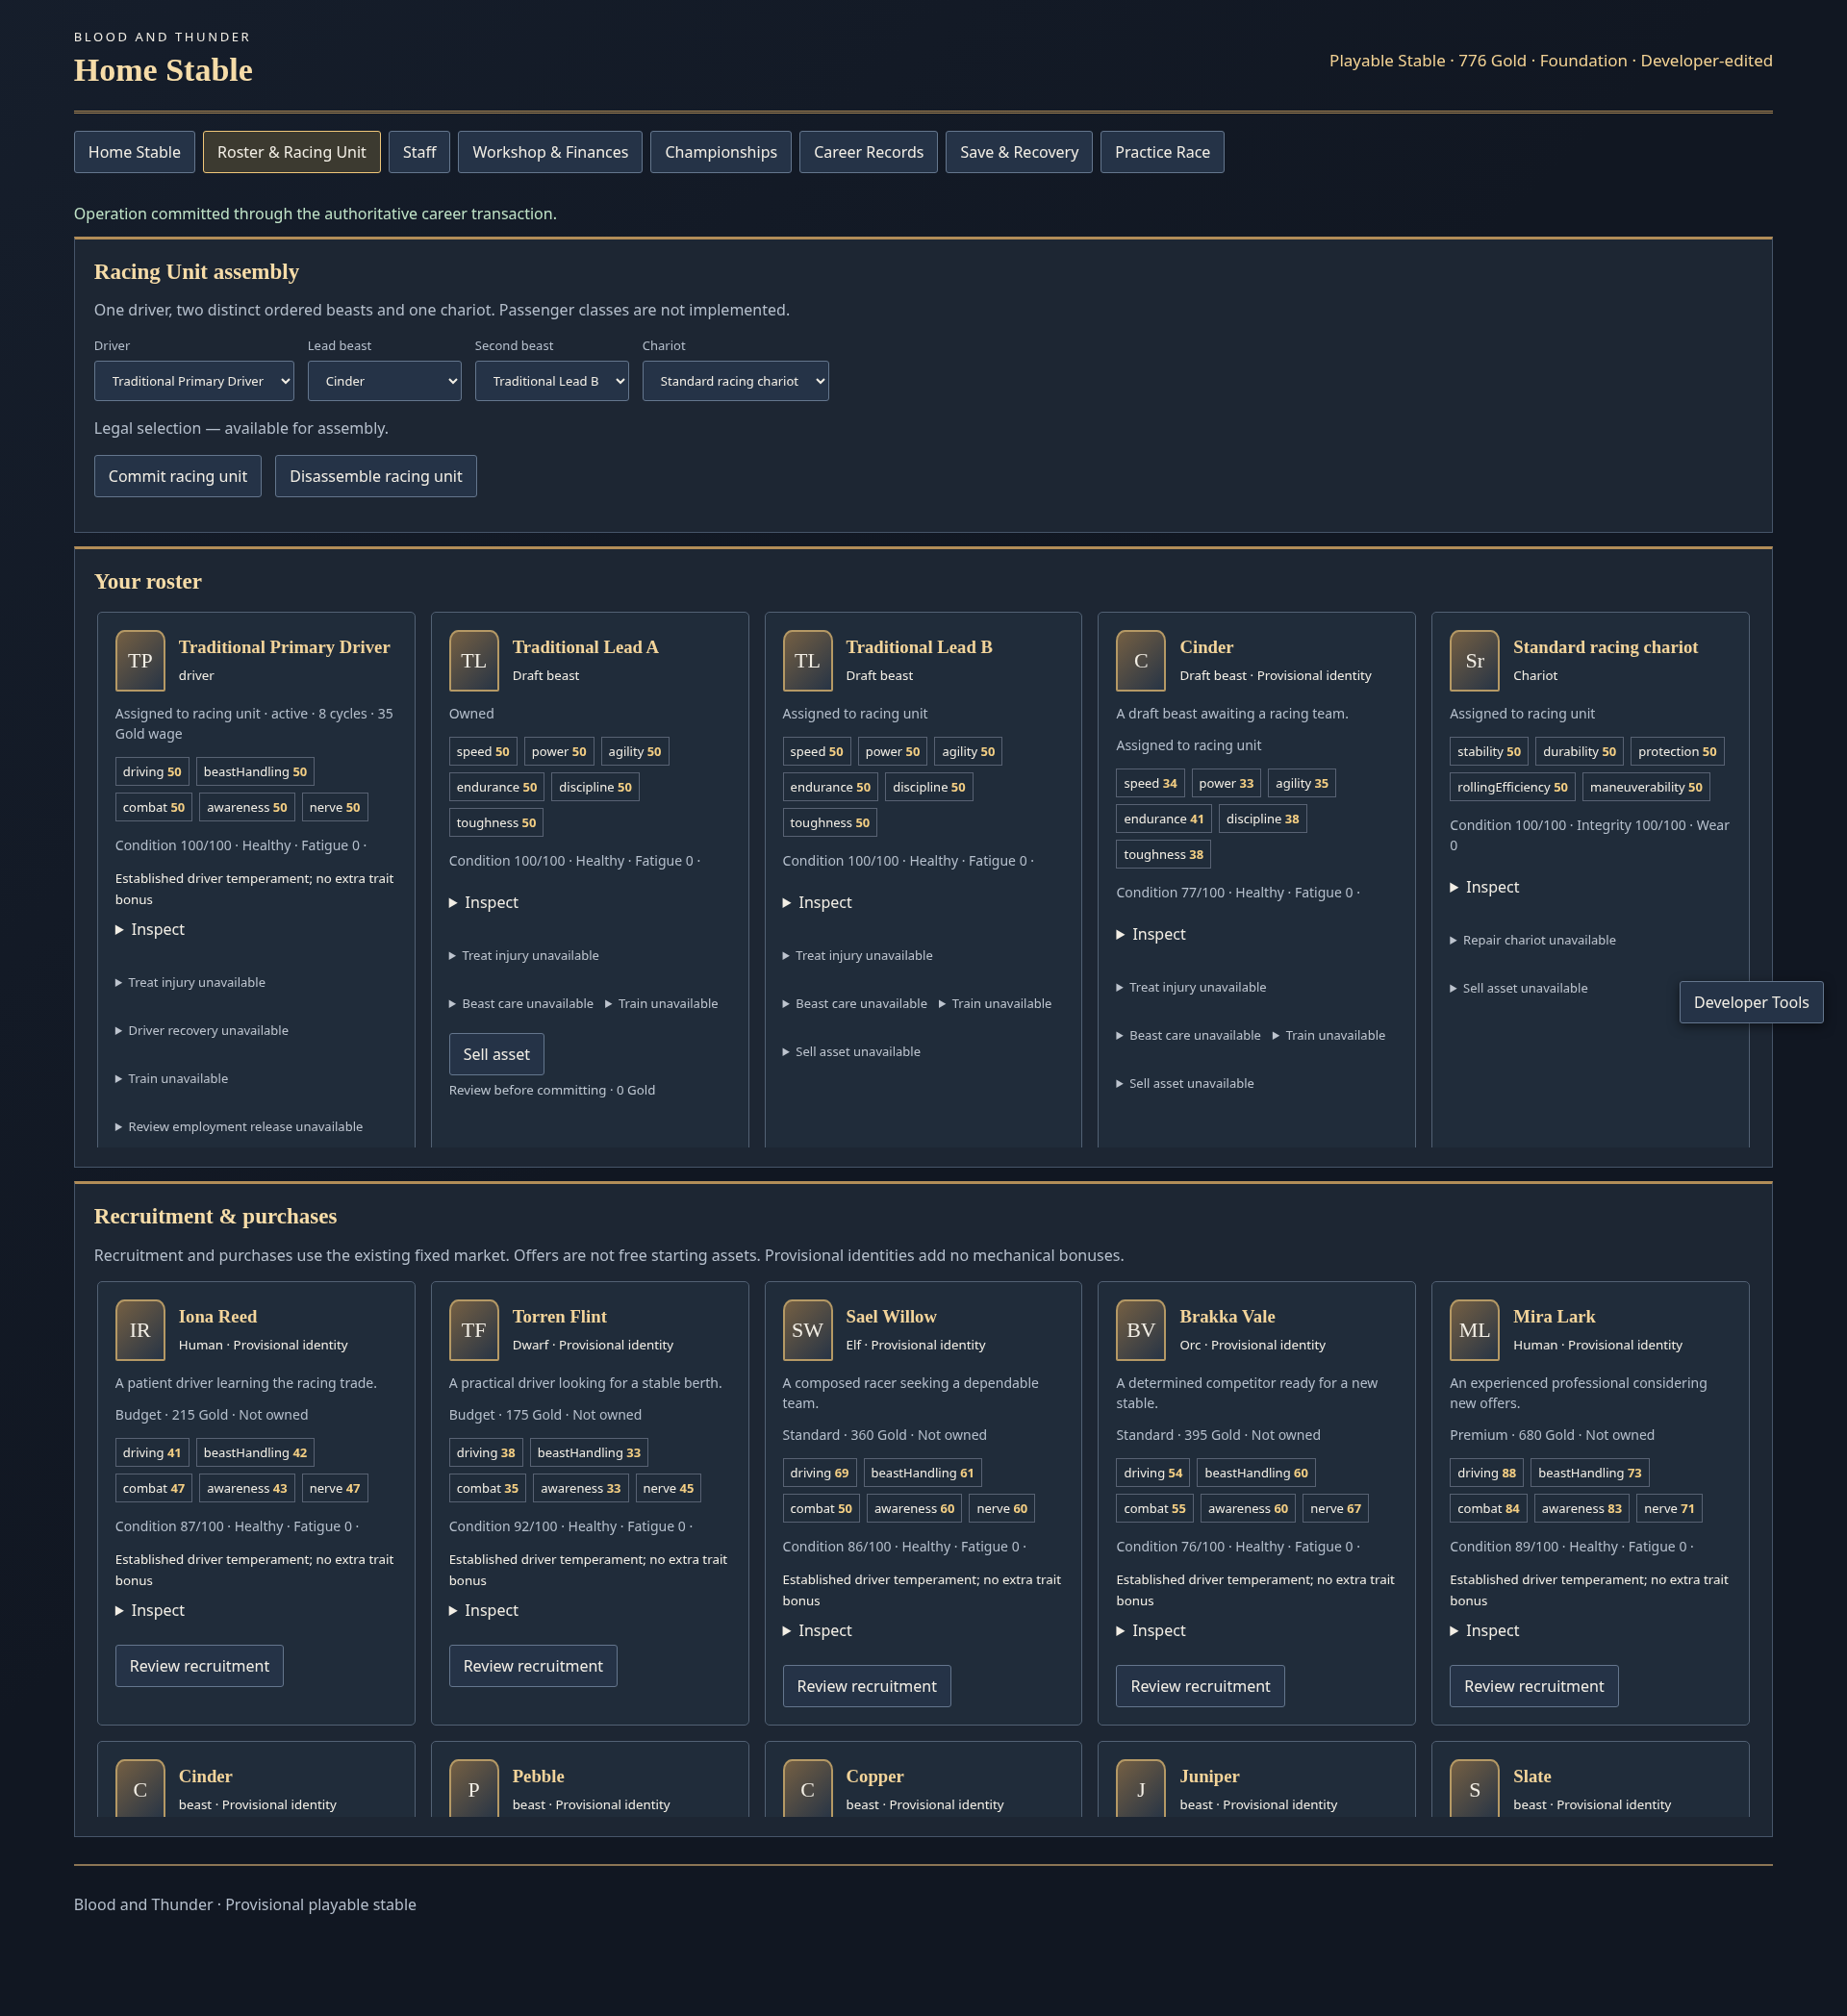 BLOOD AND THUNDER
Home Stable
Playable Stable · 776 Gold · Foundation · Developer-edited
Home Stable
Roster & Racing Unit
Staff
Workshop & Finances
Championships
Career Records
Save & Recovery
Practice Race
Operation committed through the authoritative career transaction.
Racing Unit assembly
One driver, two distinct ordered beasts and one chariot. Passenger classes are not implemented.
Driver
Lead beast
Second beast
Chariot
Traditional Primary Driver
Cinder
Traditional Lead B
Standard racing chariot
Legal selection — available for assembly.
Commit racing unit
Disassemble racing unit
Your roster
TP
Traditional Primary Driver
driver
Assigned to racing unit · active · 8 cycles · 35
Gold wage
driving 50
beastHandling 50
combat 50
awareness 50
nerve 50
Condition 100/100 · Healthy · Fatigue 0 ·
Established driver temperament; no extra trait
bonus
Inspect
Treat injury unavailable
Driver recovery unavailable
Train unavailable
Review employment release unavailable
TL
Traditional Lead A
Draft beast
Owned
speed 50
power 50
agility 50
endurance 50
discipline 50
toughness 50
Condition 100/100 · Healthy · Fatigue 0 ·
Inspect
Treat injury unavailable
Beast care unavailable
Train unavailable
Sell asset
Review before committing · 0 Gold
TL
Traditional Lead B
Draft beast
Assigned to racing unit
speed 50
power 50
agility 50
endurance 50
discipline 50
toughness 50
Condition 100/100 · Healthy · Fatigue 0 ·
Inspect
Treat injury unavailable
Beast care unavailable
Train unavailable
Sell asset unavailable
C
Cinder
Draft beast · Provisional identity
A draft beast awaiting a racing team.
Assigned to racing unit
speed 34
power 33
agility 35
endurance 41
discipline 38
toughness 38
Condition 77/100 · Healthy · Fatigue 0 ·
Inspect
Treat injury unavailable
Beast care unavailable
Train unavailable
Sell asset unavailable
Sr
Standard racing chariot
Chariot
Assigned to racing unit
stability 50
durability 50
protection 50
rollingEfficiency 50
maneuverability 50
Condition 100/100 · Integrity 100/100 · Wear
0
Inspect
Repair chariot unavailable
Sell asset unavailable
Developer Tools
Recruitment & purchases
Recruitment and purchases use the existing fixed market. Offers are not free starting assets. Provisional identities add no mechanical bonuses.
IR
Iona Reed
Human · Provisional identity
A patient driver learning the racing trade.
Budget · 215 Gold · Not owned
driving 41
beastHandling 42
combat 47
awareness 43
nerve 47
Condition 87/100 · Healthy · Fatigue 0 ·
Established driver temperament; no extra trait
bonus
Inspect
Review recruitment
TF
Torren Flint
Dwarf · Provisional identity
A practical driver looking for a stable berth.
Budget · 175 Gold · Not owned
driving 38
beastHandling 33
combat 35
awareness 33
nerve 45
Condition 92/100 · Healthy · Fatigue 0 ·
Established driver temperament; no extra trait
bonus
Inspect
Review recruitment
SW
Sael Willow
Elf · Provisional identity
A composed racer seeking a dependable
team.
Standard · 360 Gold · Not owned
driving 69
beastHandling 61
combat 50
awareness 60
nerve 60
Condition 86/100 · Healthy · Fatigue 0 ·
Established driver temperament; no extra trait
bonus
Inspect
Review recruitment
BV
Brakka Vale
Orc · Provisional identity
A determined competitor ready for a new
stable.
Standard · 395 Gold · Not owned
driving 54
beastHandling 60
combat 55
awareness 60
nerve 67
Condition 76/100 · Healthy · Fatigue 0 ·
Established driver temperament; no extra trait
bonus
Inspect
Review recruitment
ML
Mira Lark
Human · Provisional identity
An experienced professional considering
new offers.
Premium · 680 Gold · Not owned
driving 88
beastHandling 73
combat 84
awareness 83
nerve 71
Condition 89/100 · Healthy · Fatigue 0 ·
Established driver temperament; no extra trait
bonus
Inspect
Review recruitment
C
Cinder
beast · Provisional identity
P
Pebble
beast · Provisional identity
C
Copper
beast · Provisional identity
J
Juniper
beast · Provisional identity
S
Slate
beast · Provisional identity
Blood and Thunder · Provisional playable stable